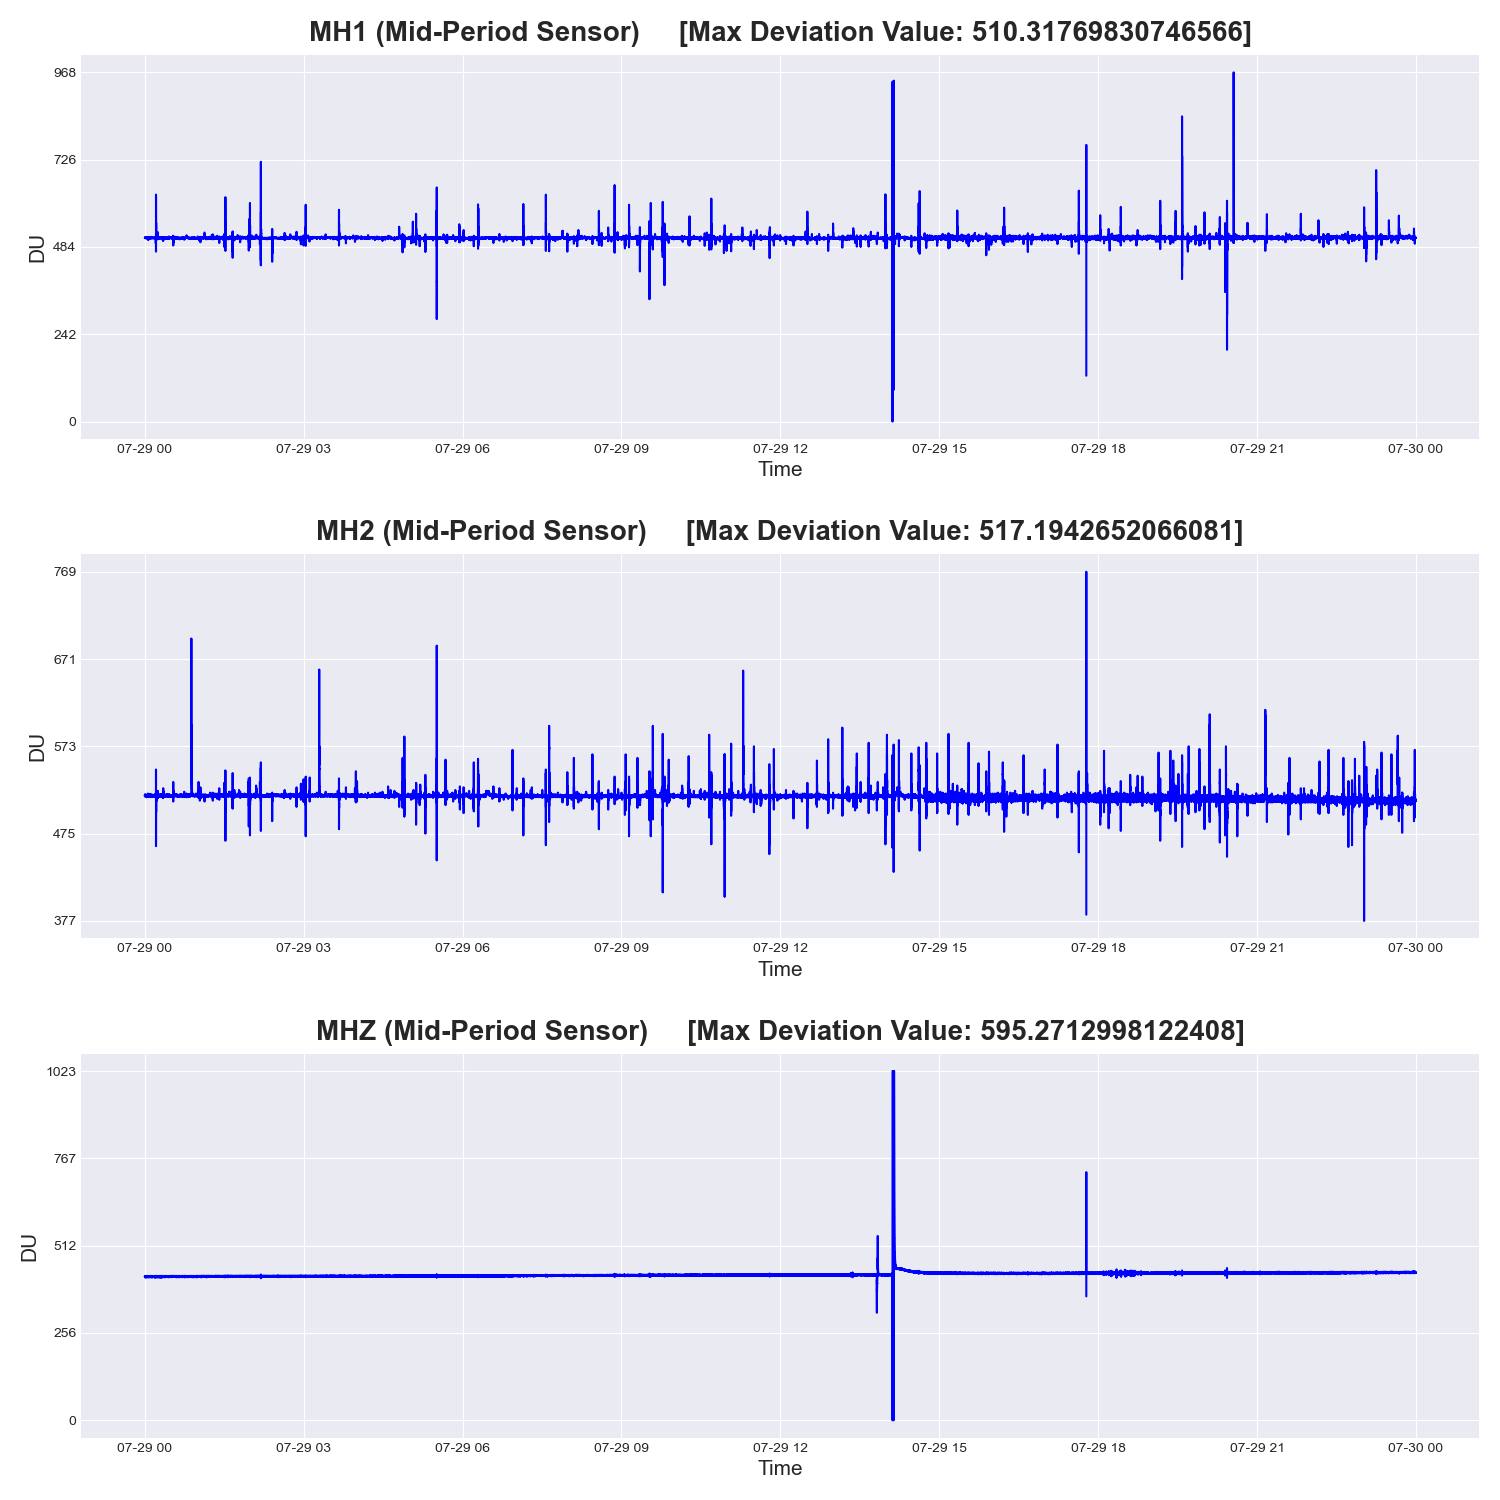 MH1 (Mid-Period Sensor) [Max Deviation Value: 510.31769830746566]
968
726
484
242
0
DU
07-29 00 07-29 03 07-29 06 07-29 09 07-29 12 07-29 15 07-29 18 07-29 21 07-30 00
Time
MH2 (Mid-Period Sensor) [Max Deviation Value: 517.1942652066081]
769
671
573
475
377
DU
07-29 00 07-29 03 07-29 06 07-29 09 07-29 12 07-29 15 07-29 18 07-29 21 07-30 00
Time
MHZ (Mid-Period Sensor) [Max Deviation Value: 595.2712998122408]
1023
767
512
256
0
DU
07-29 00 07-29 03 07-29 06 07-29 09 07-29 12 07-29 15 07-29 18 07-29 21 07-30 00
Time